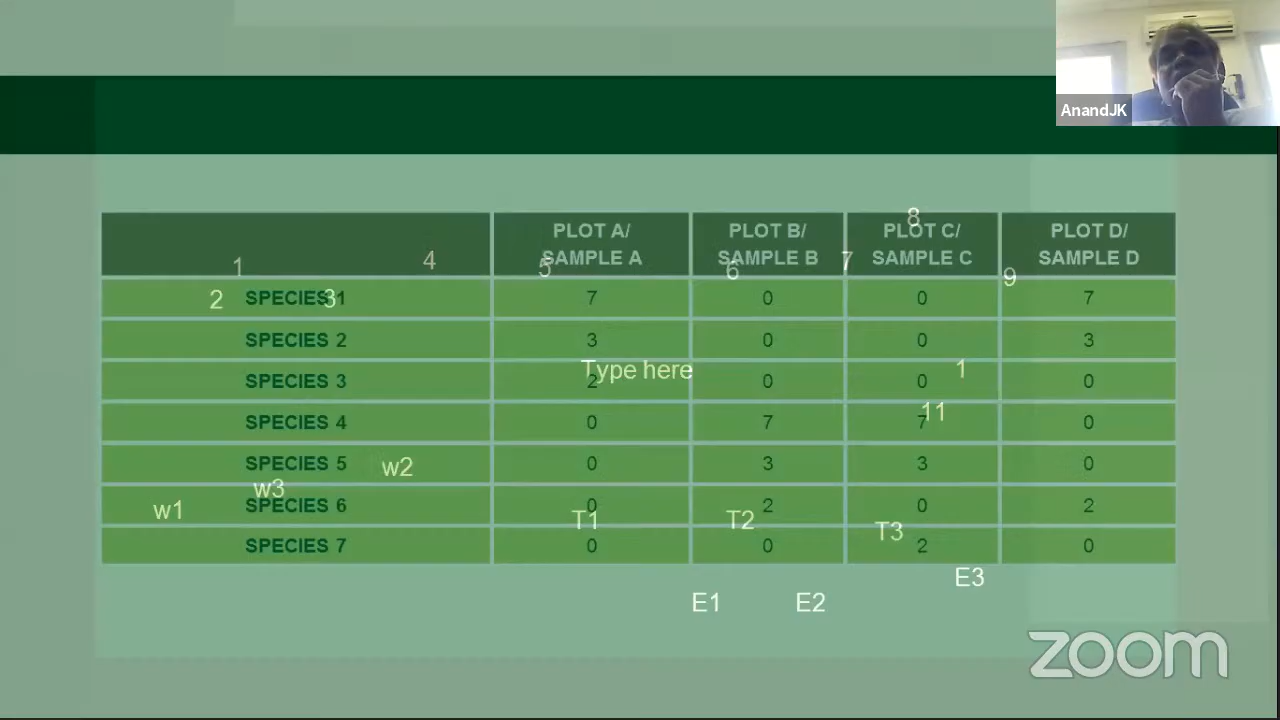 AnandJK
8
PLOT A/ PLOT B/ PLOT C/ PLOT D/
SAMPLE A SAMPLE B SAMPLE C SAMPLE D
1 4 5 6 7 9
2 3
SPECIES 1 7 0 0 7
SPECIES 2 3 0 0 3
Type here 1
SPECIES 3 2 0 0 0
11
SPECIES 4 0 7 7 0
SPECIES 5 0 3 3 0
w2
w3
w1
SPECIES 6 0 2 0 2
T1 T2 T3
SPECIES 7 0 0 2 0
E3
E1 E2
zoom